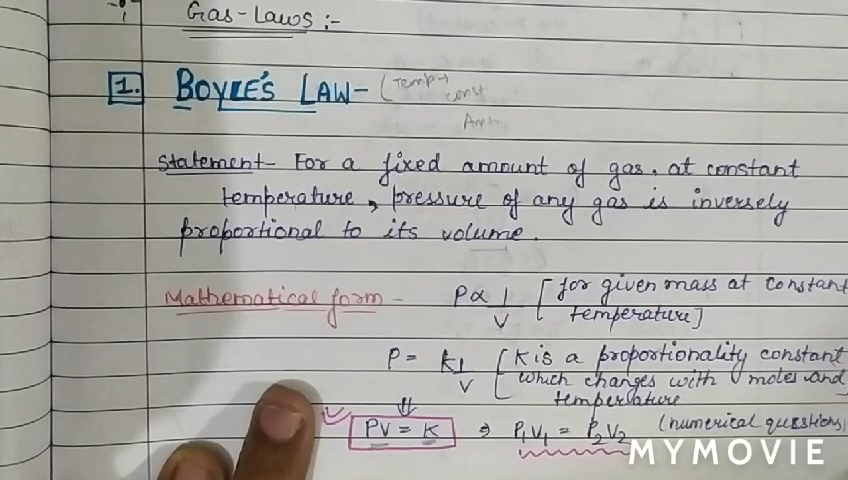 Gas-Laws :-
1. BOYLE'S LAW- (Temp→
const
Statement- For a fixed amount of gas, at constant
temperature, pressure of any gas is inversely
proportional to its volume.
Mathematical form - P∝ 1/V [for given mass at constant
temperature]
P = k 1/V [K is a proportionality constant
which changes with moles and
temperature
⇓
PV = K ⇒ P₁V₁ = P₂V₂ (numerical questions)
MYMOVIE